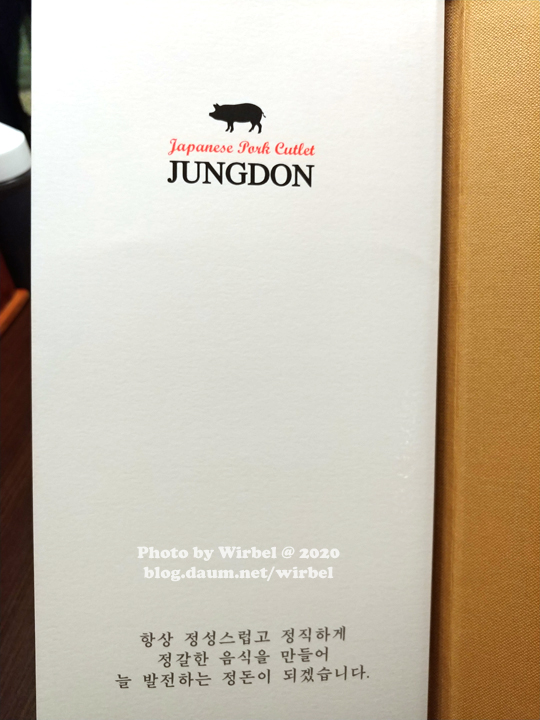 Japanese Pork Cutlet
JUNGDON
Photo by Wirbel @ 2020
blog.daum.net/wirbel
항상 정성스럽고 정직하게
정갈한 음식을 만들어
늘 발전하는 정돈이 되겠습니다.